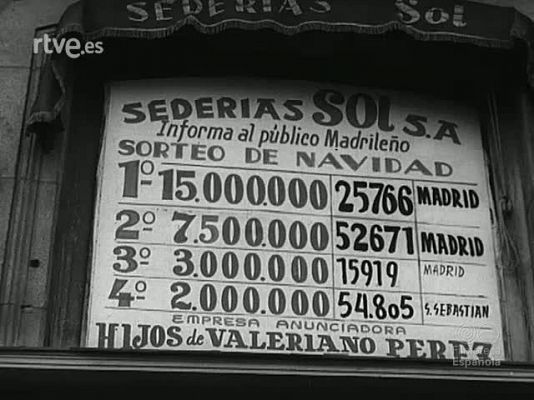 SEDERIAS Sol
rtve.es
SEDERIAS SOL S.A
Informa al público Madrileño
SORTEO DE NAVIDAD
1º 15.000.000 25766 MADRID
2º 7.500.000 52671 MADRID
3º 3.000.000 15919 MADRID
4º 2.000.000 54.805 S. SEBASTIAN
EMPRESA ANUNCIADORA
HIJOS de VALERIANO PEREZ
Filmoteca
Española